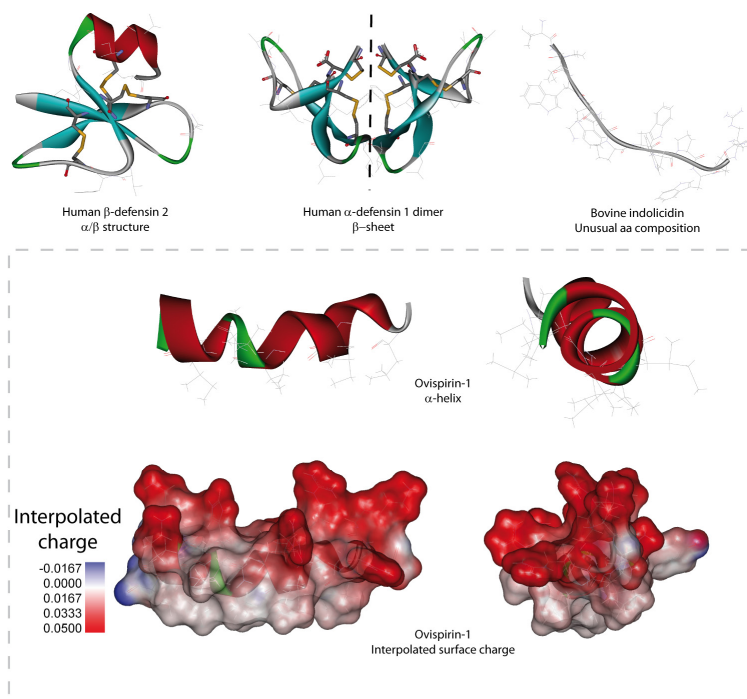 Human β-defensin 2
α/β structure
Human α-defensin 1 dimer
β–sheet
Bovine indolicidin
Unusual aa composition
Ovispirin-1
α-helix
Interpolated
charge
-0.0167
0.0000
0.0167
0.0333
0.0500
Ovispirin-1
Interpolated surface charge